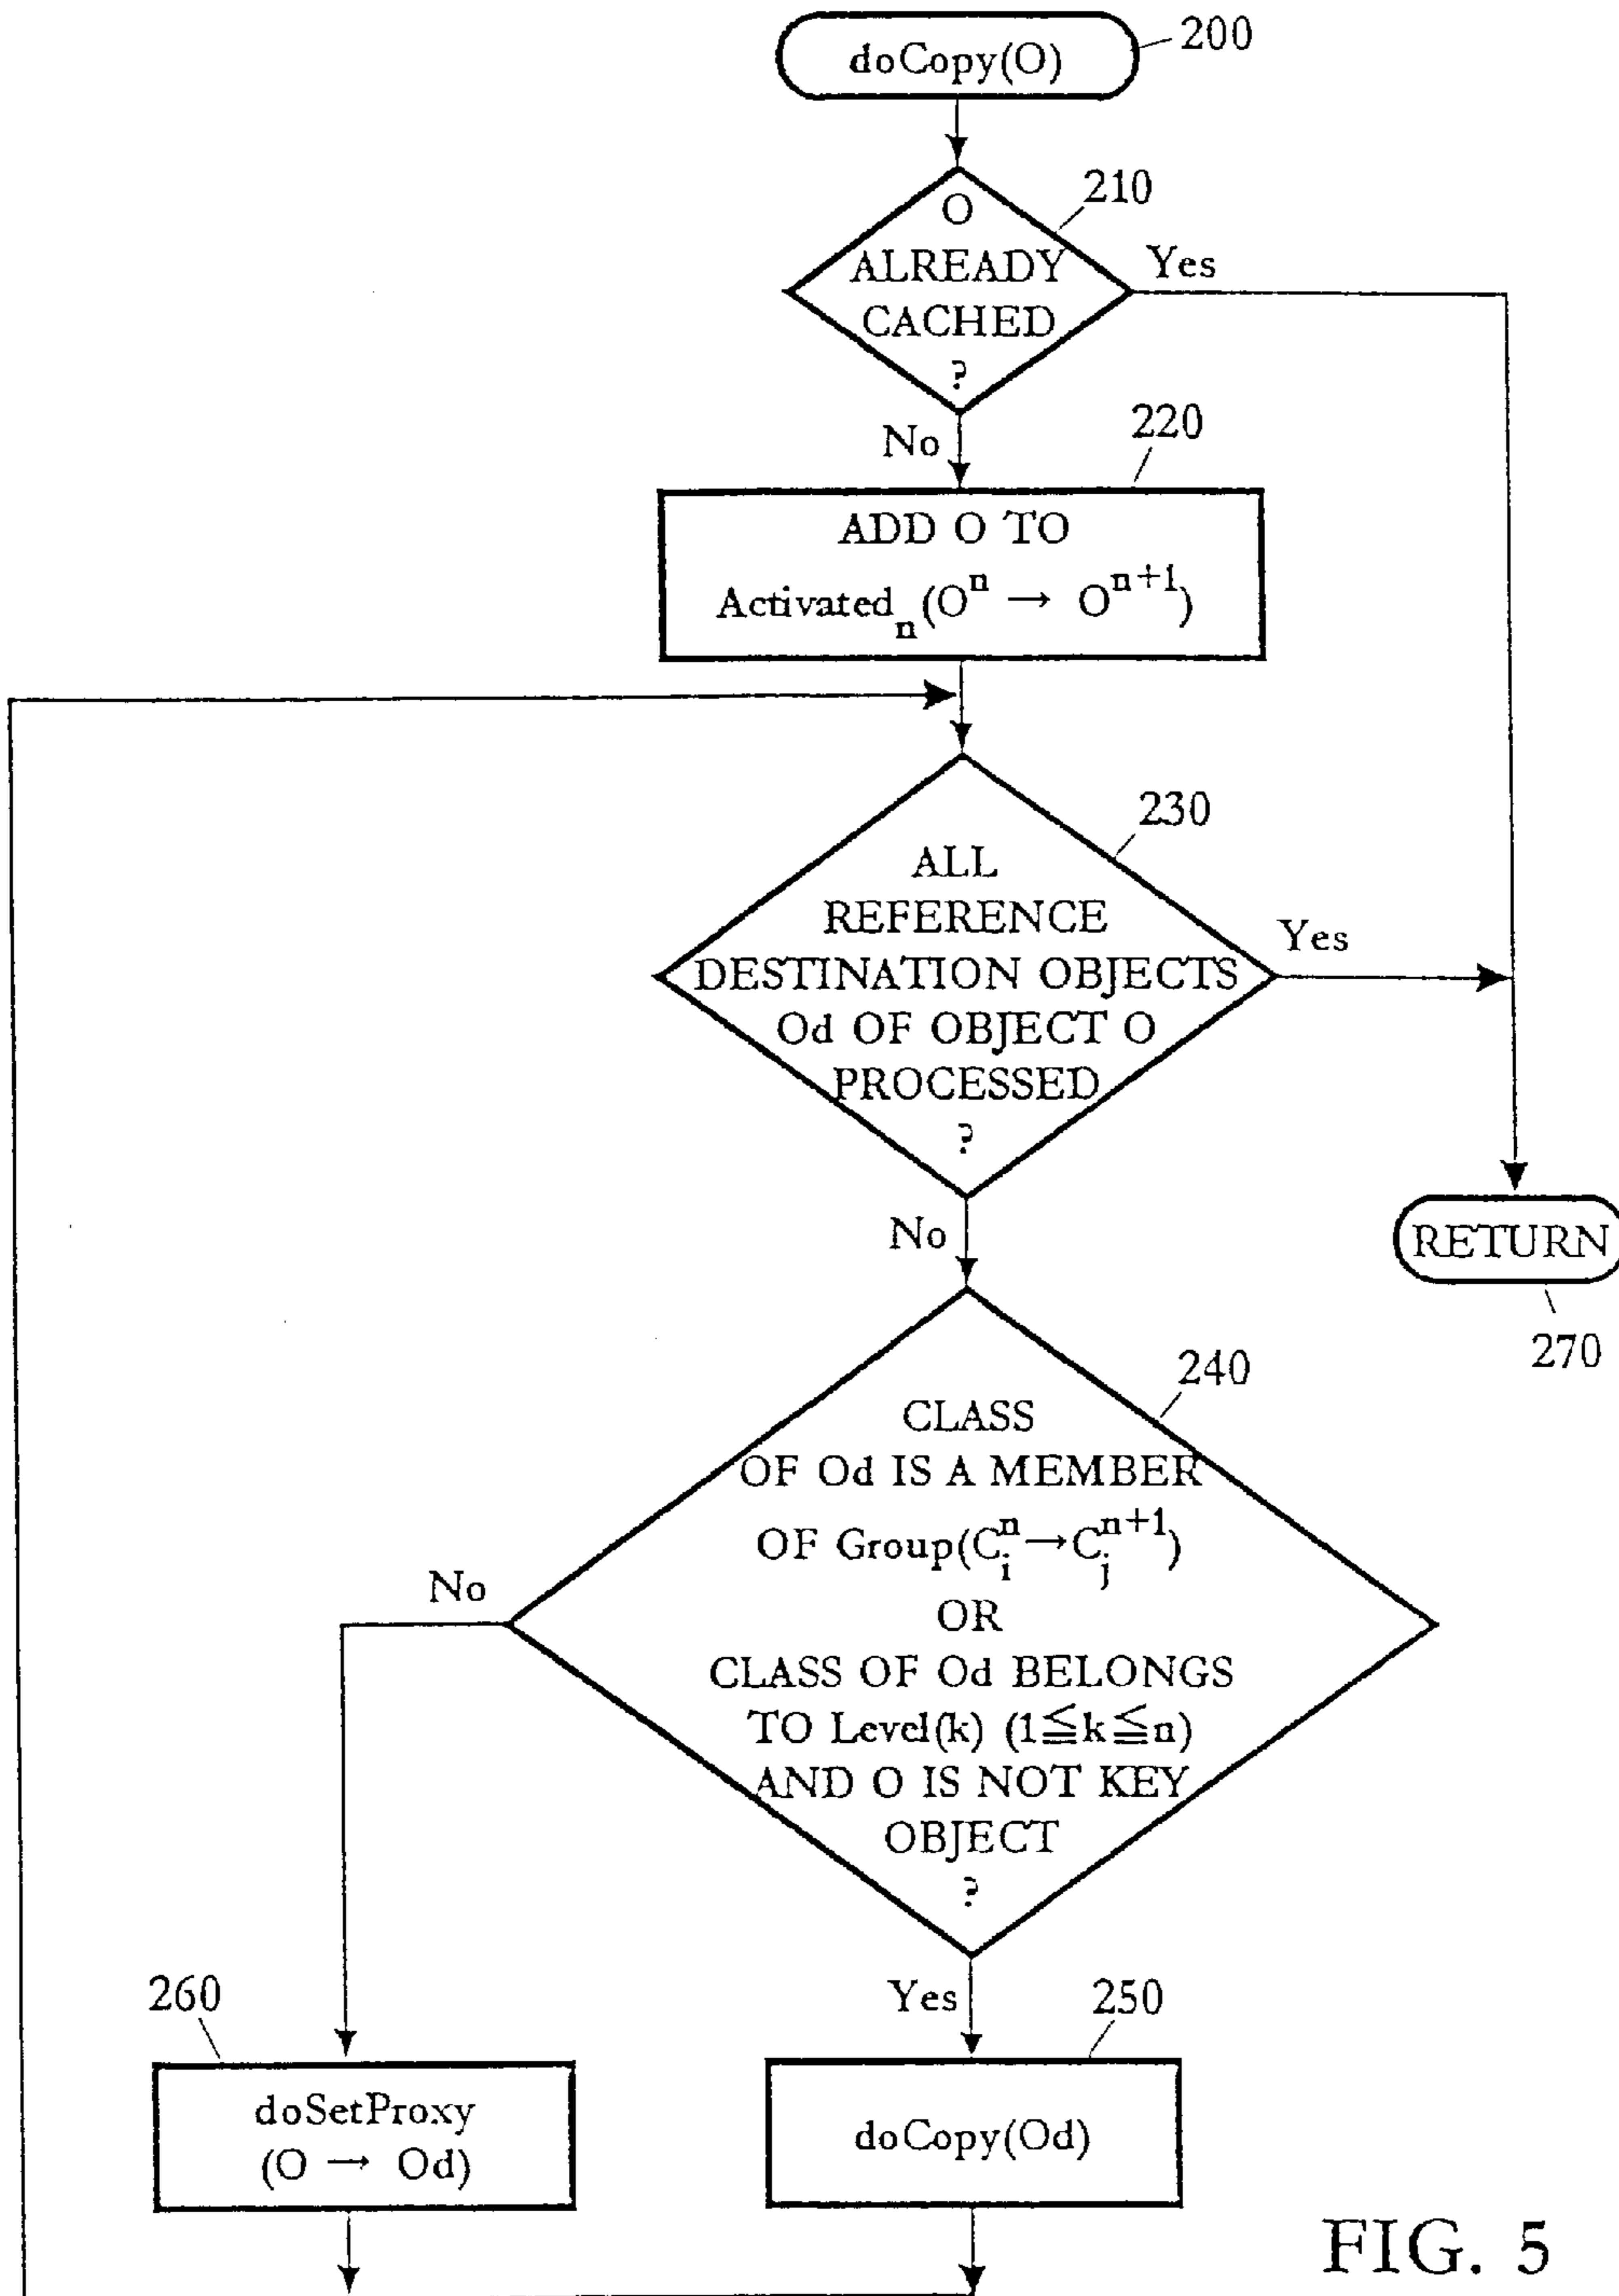 doCopy(O)
200
210
O
ALREADY
CACHED
?
Yes
No
220
ADD O TO
Activatedₙ(Oⁿ → Oⁿ⁺¹)
230
ALL
REFERENCE
DESTINATION OBJECTS
Od OF OBJECT O
PROCESSED
?
Yes
No
RETURN
270
240
CLASS
OF Od IS A MEMBER
OF Group(Cᵢⁿ→Cⱼⁿ⁺¹)
OR
CLASS OF Od BELONGS
TO Level(k) (1≦k≦n)
AND O IS NOT KEY
OBJECT
?
No
Yes
260
doSetProxy
(O → Od)
250
doCopy(Od)
FIG. 5